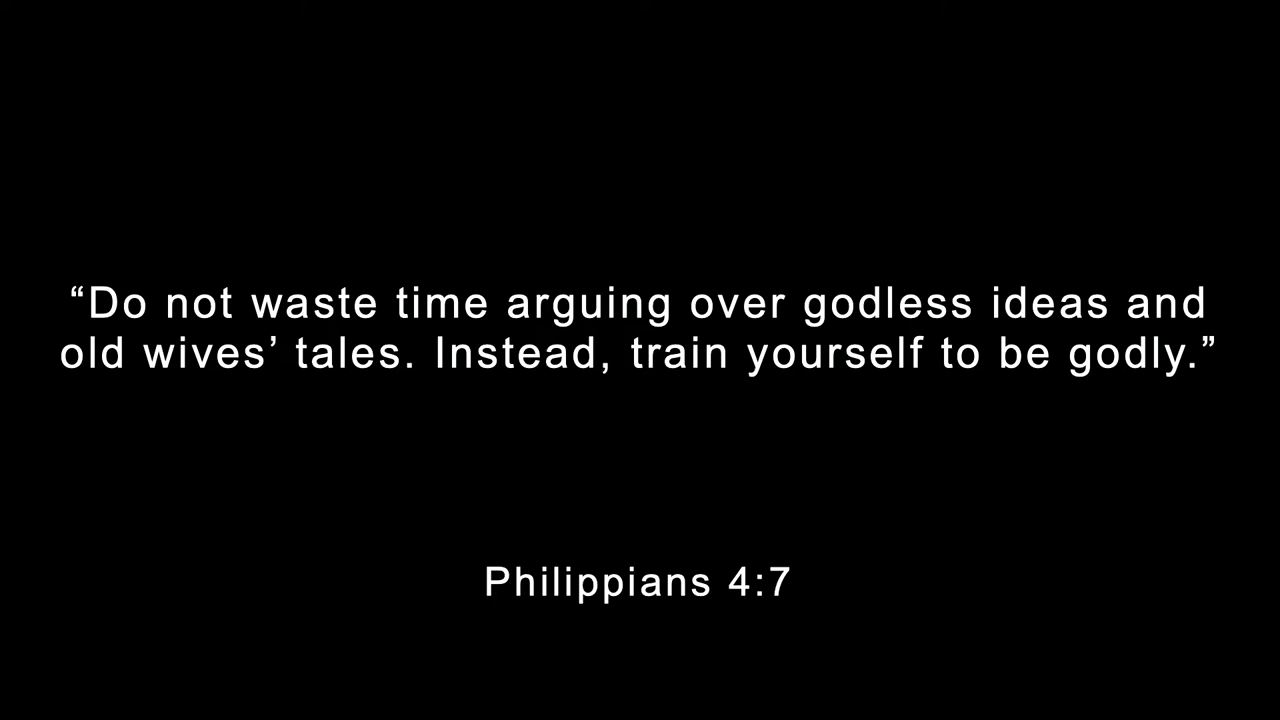 “Do not waste time arguing over godless ideas and
old wives’ tales. Instead, train yourself to be godly.”
Philippians 4:7